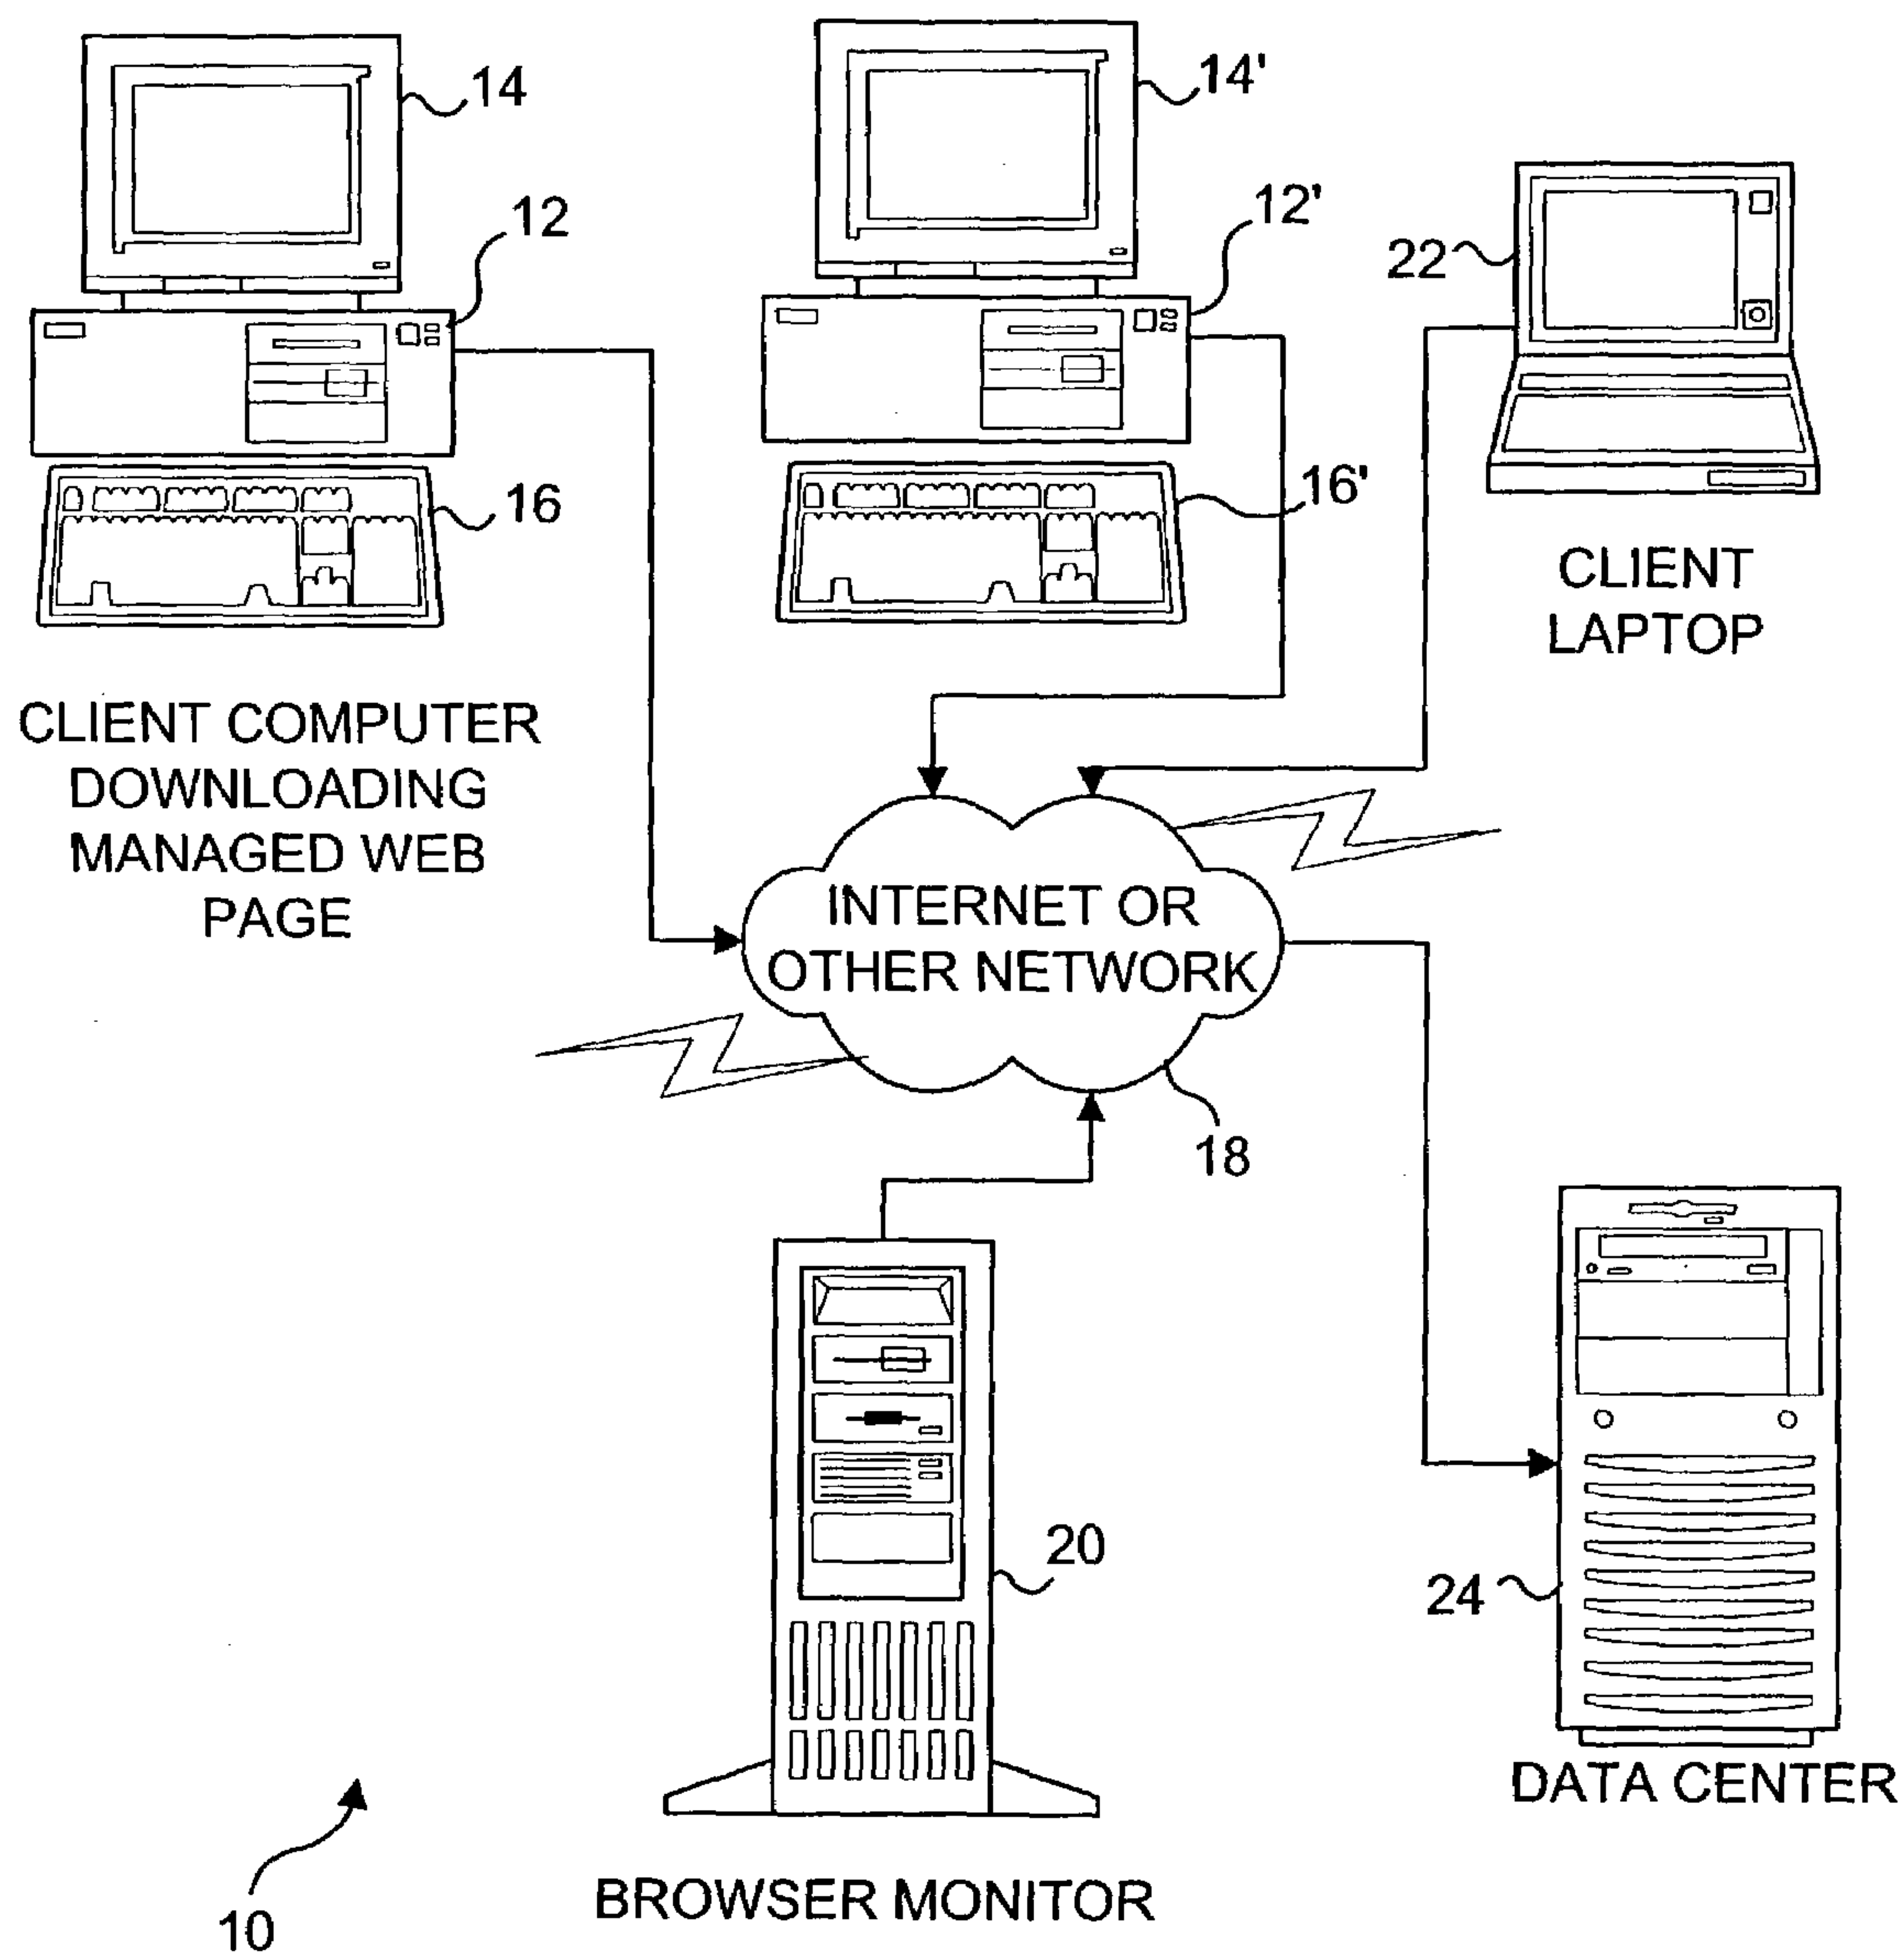 14
14'
12
12'
22
16
16'
CLIENT
LAPTOP
CLIENT COMPUTER
DOWNLOADING
MANAGED WEB
PAGE
INTERNET OR
OTHER NETWORK
18
20
24
DATA CENTER
BROWSER MONITOR
10